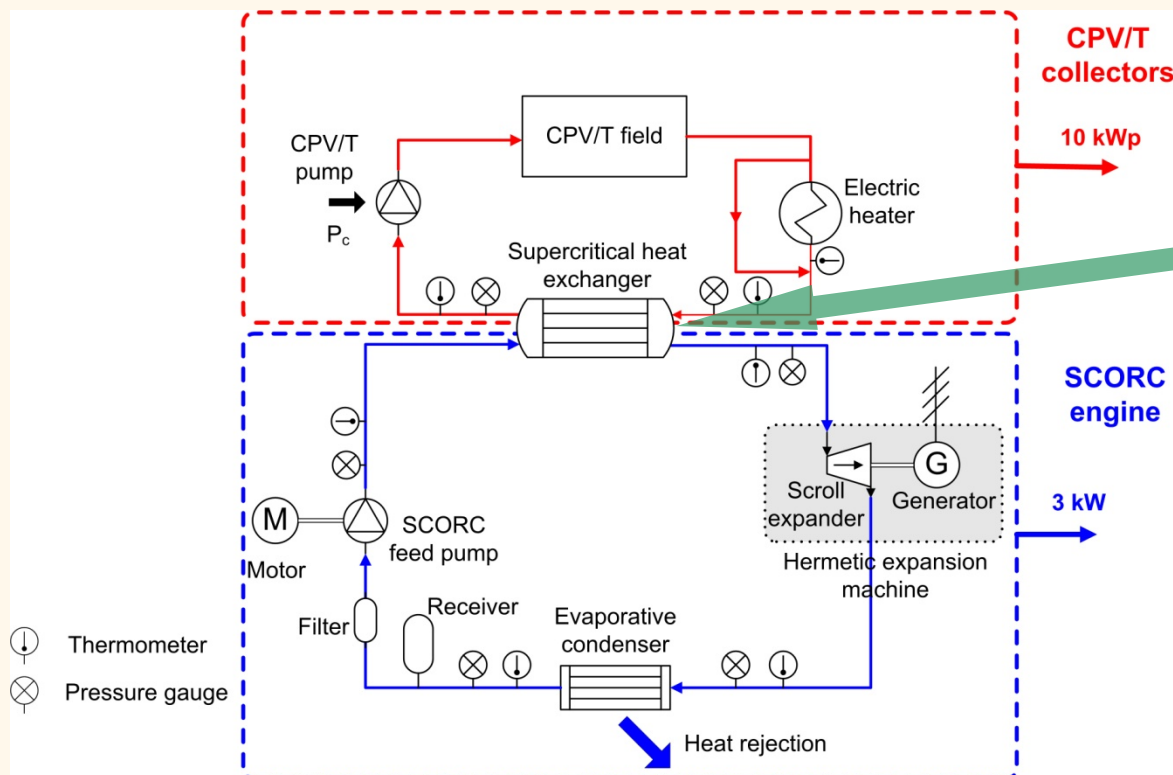 CPV/T
collectors
10 kWp
CPV/T field
CPV/T
pump
P_c
Electric
heater
Supercritical heat
exchanger
SCORC
engine
3 kW
G
Scroll
expander
Generator
Hermetic expansion
machine
M
Motor
SCORC
feed pump
Filter
Receiver
Evaporative
condenser
Heat rejection
Thermometer
Pressure gauge